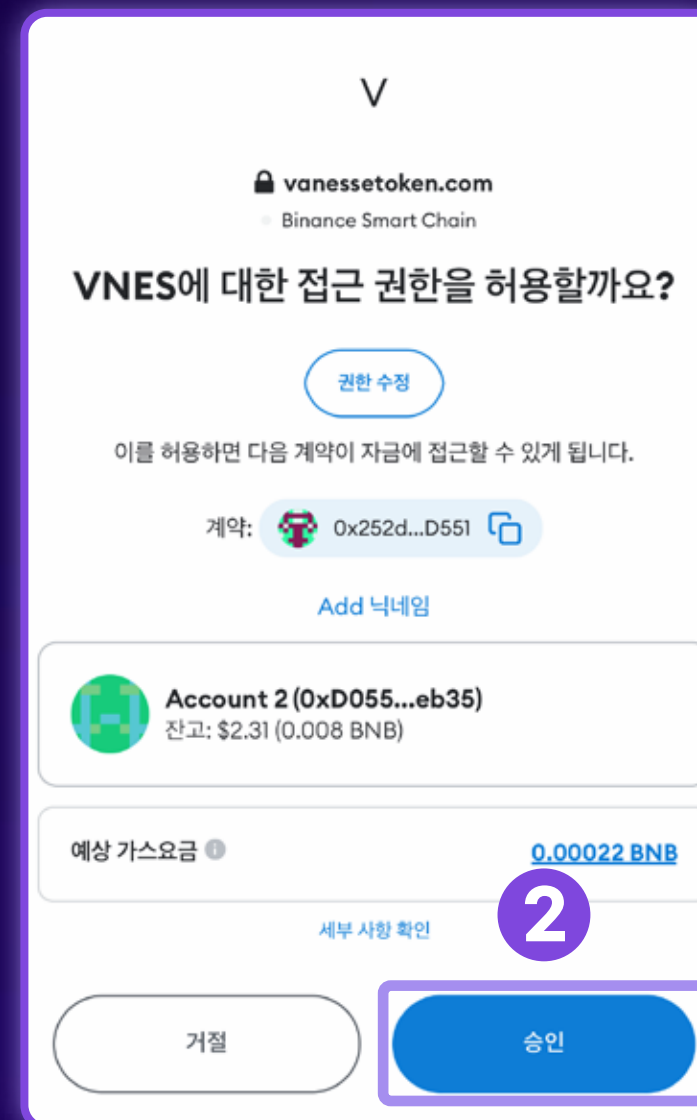 V
vanessetoken.com
Binance Smart Chain
VNES에 대한 접근 권한을 허용할까요?
권한 수정
이를 허용하면 다음 계약이 자금에 접근할 수 있게 됩니다.
계약: 0x252d...D551
Add 닉네임
Account 2 (0xD055...eb35)
잔고: $2.31 (0.008 BNB)
예상 가스요금 0.00022 BNB
세부 사항 확인
2
거절 승인